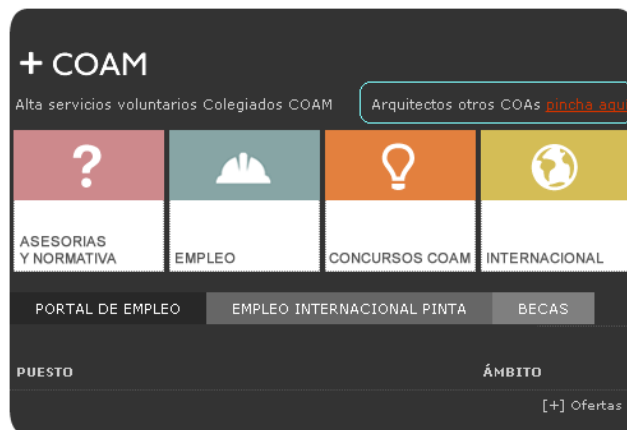 + COAM
Alta servicios voluntarios Colegiados COAM
Arquitectos otros COAs pincha aquí
?
ASESORIAS
Y NORMATIVA
EMPLEO
CONCURSOS COAM
INTERNACIONAL
PORTAL DE EMPLEO
EMPLEO INTERNACIONAL PINTA
BECAS
PUESTO
ÁMBITO
[+] Ofertas